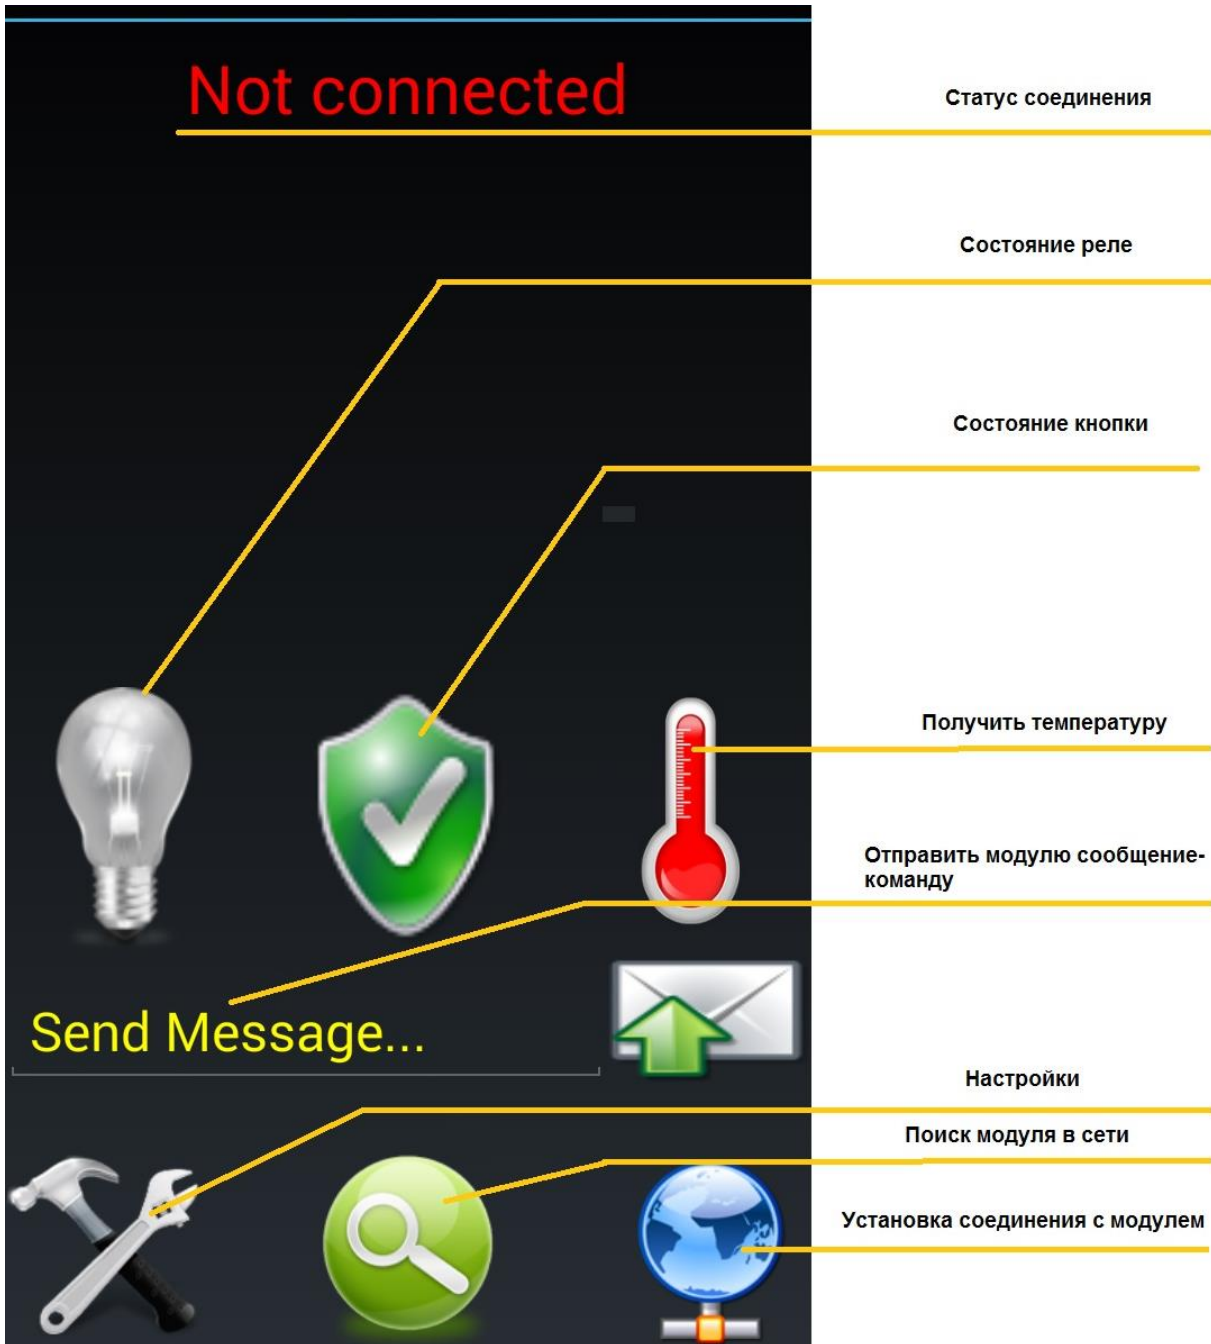 Not connected
Статус соединения
Состояние реле
Состояние кнопки
Получить температуру
Отправить модулю сообщение-
команду
Send Message...
Настройки
Поиск модуля в сети
Установка соединения с модулем